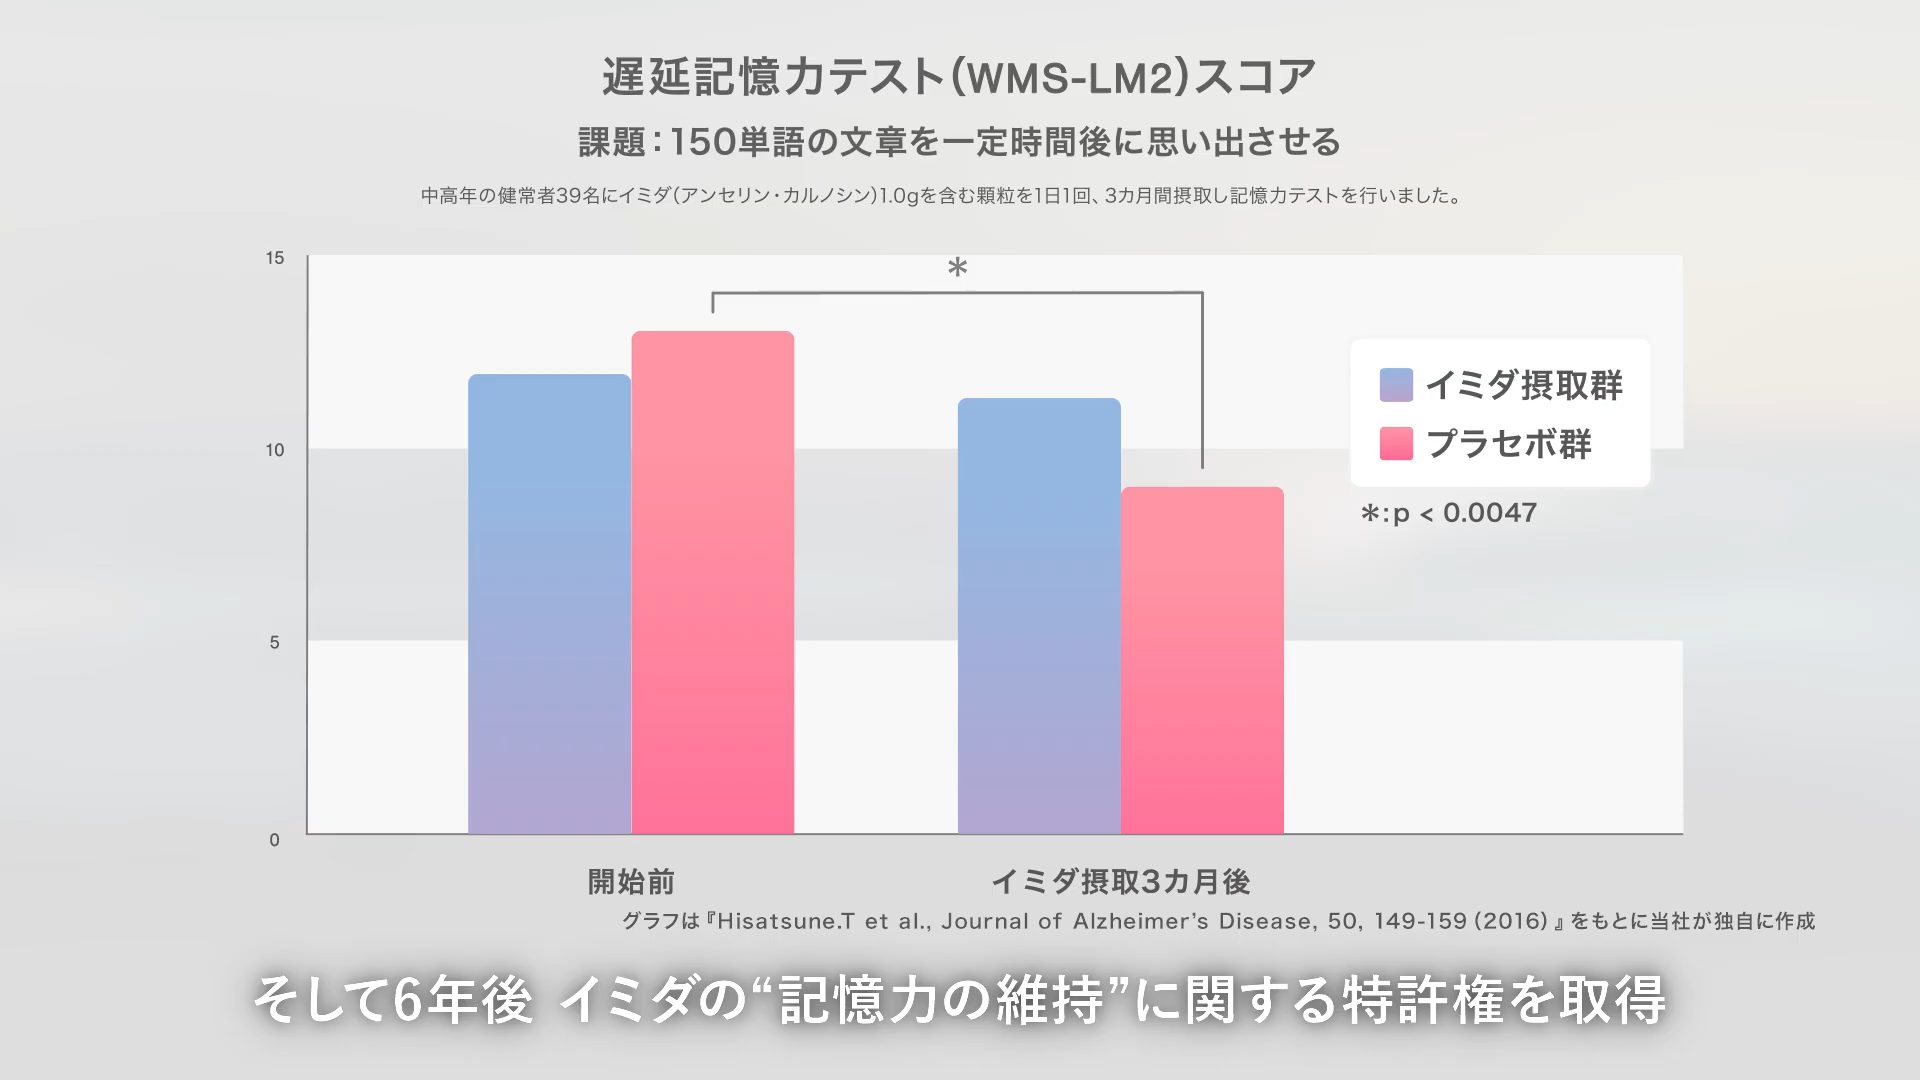 遅延記憶力テスト(WMS-LM2)スコア
課題:150単語の文章を一定時間後に思い出させる
中高年の健常者39名にイミダ(アンセリン・カルノシン)1.0gを含む顆粒を1日1回、3カ月間摂取し記憶力テストを行いました。
15
*
イミダ摂取群
10
プラセボ群
*:p < 0.0047
5
0
開始前
イミダ摂取3カ月後
グラフは『Hisatsune.T et al., Journal of Alzheimer’s Disease, 50, 149-159(2016)』をもとに当社が独自に作成
そして6年後 イミダの“記憶力の維持”に関する特許権を取得